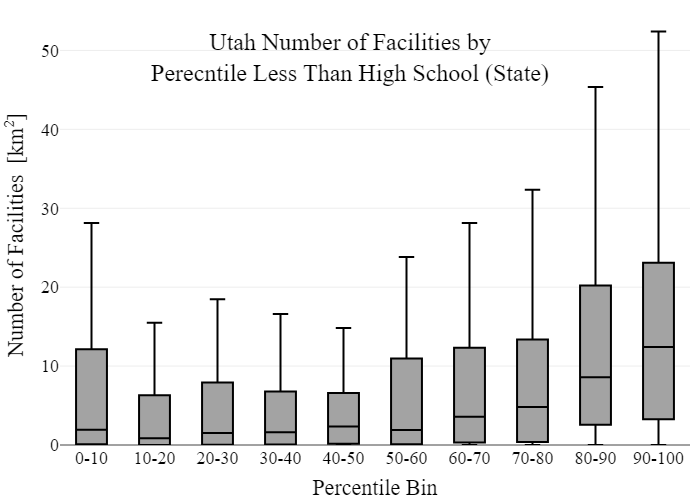 Utah Number of Facilities by
Perecntile Less Than High School (State)
Number of Facilities [km²]
50
40
30
20
10
0
0-10 10-20 20-30 30-40 40-50 50-60 60-70 70-80 80-90 90-100
Percentile Bin